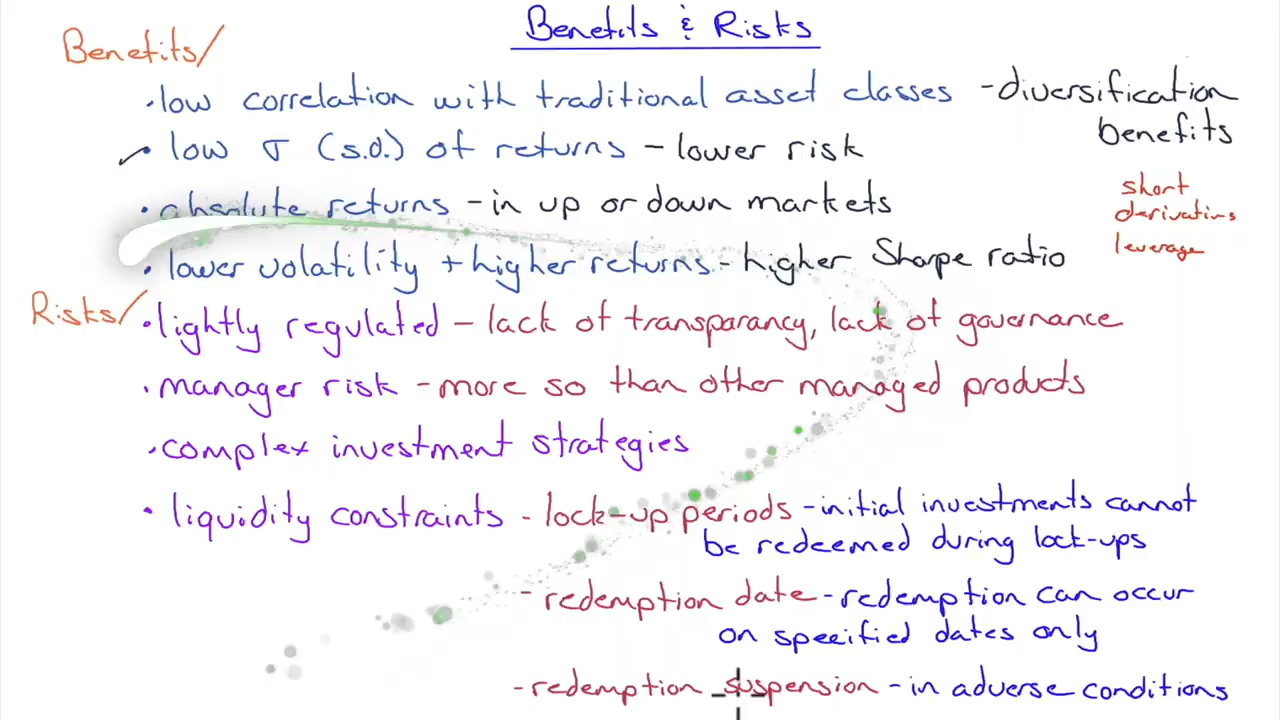 Benefits & Risks
Benefits/
· low correlation with traditional asset classes - diversification
benefits
· low σ (s.d.) of returns - lower risk
· absolute returns - in up or down markets
short
derivatives
leverage
· lower volatility + higher returns - higher Sharpe ratio
Risks/
· lightly regulated - lack of transparancy, lack of governance
· manager risk - more so than other managed products
· complex investment strategies
· liquidity constraints - lock-up periods - initial investments cannot
be redeemed during lock-ups
- redemption date - redemption can occur
on specified dates only
- redemption suspension - in adverse conditions